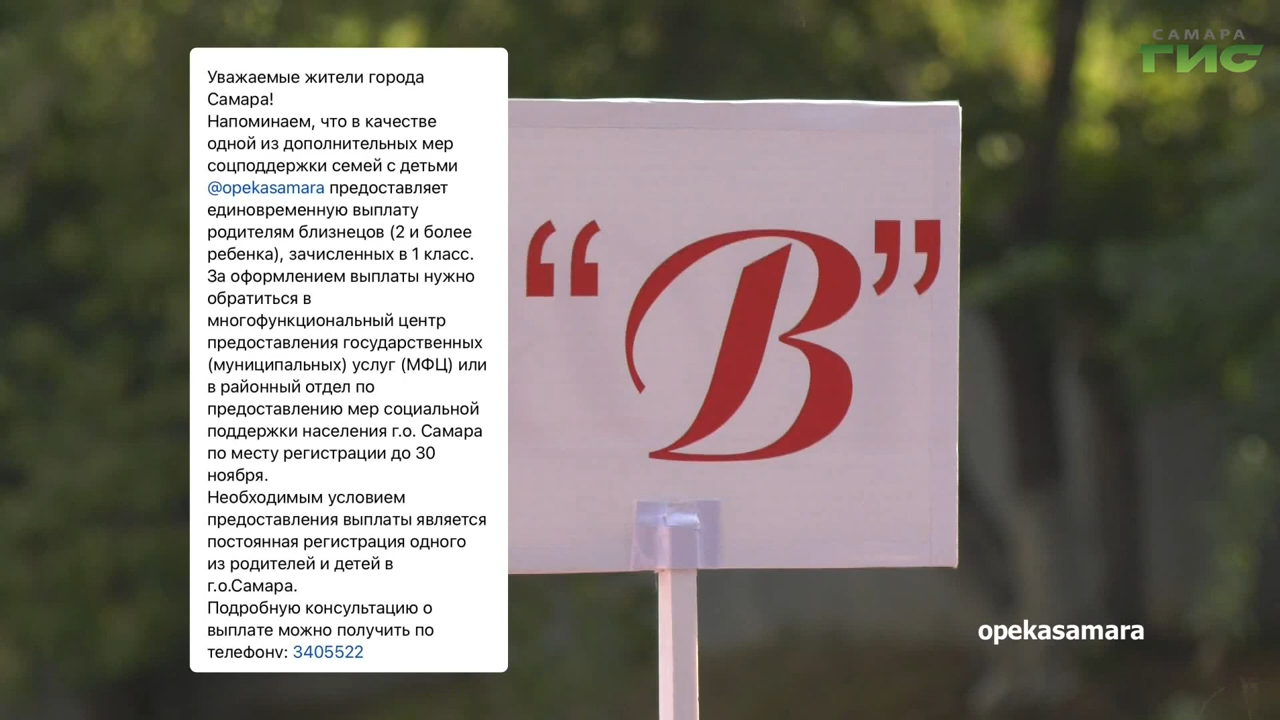 Уважаемые жители города
Самара!
Напоминаем, что в качестве
одной из дополнительных мер
соцподдержки семей с детьми
@opekasamara предоставляет
единовременную выплату
родителям близнецов (2 и более
ребенка), зачисленных в 1 класс.
За оформлением выплаты нужно
обратиться в
многофункциональный центр
предоставления государственных
(муниципальных) услуг (МФЦ) или
в районный отдел по
предоставлению мер социальной
поддержки населения г.о. Самара
по месту регистрации до 30
ноября.
Необходимым условием
предоставления выплаты является
постоянная регистрация одного
из родителей и детей в
г.о.Самара.
Подробную консультацию о
выплате можно получить по
телефону: 3405522
“В”
САМАРА
ГИС
opekasamara